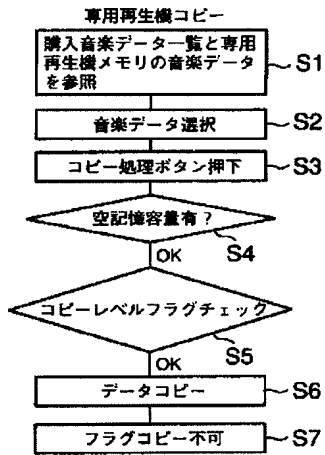 専用再生機コピー
購入音楽データ一覧と専用
再生機メモリの音楽データ
を参照
S1
音楽データ選択
S2
コピー処理ボタン押下
S3
空記憶容量有?
S4
OK
コピーレベルフラグチェック
S5
OK
データコピー
S6
フラグコピー不可
S7